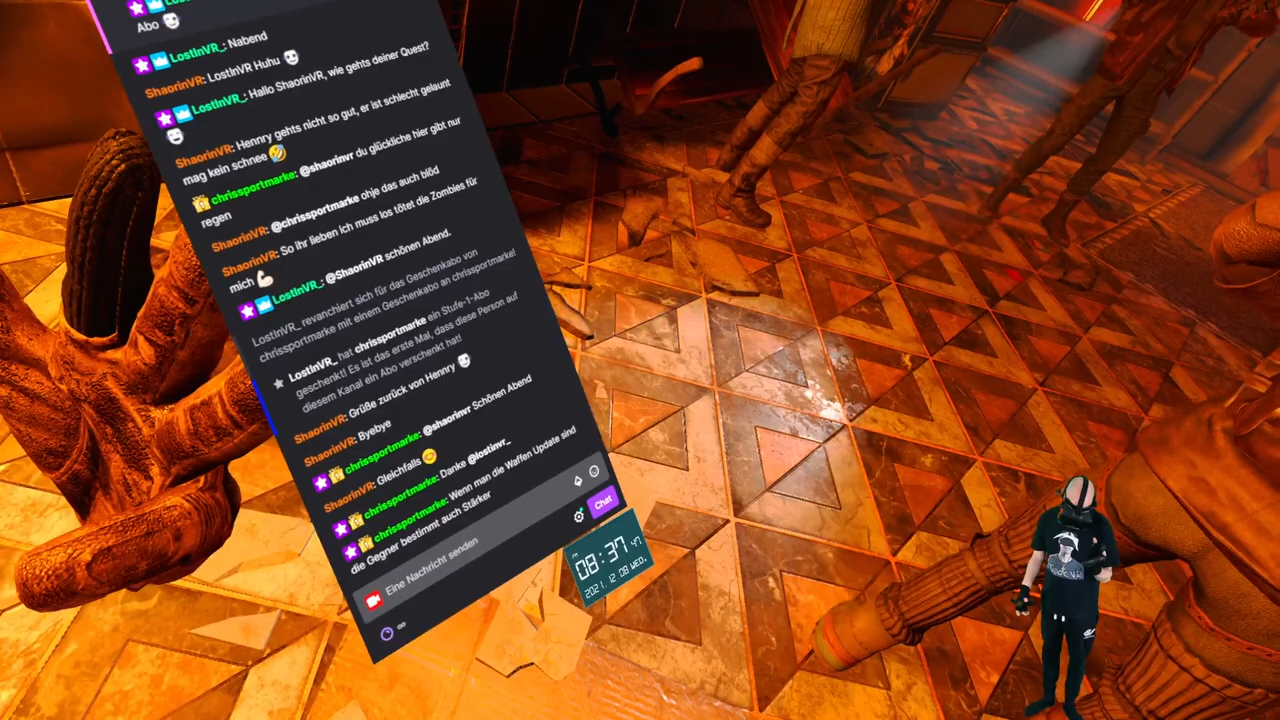 Abo
LostInVR_: Nabend
ShaorinVR: LostInVR Huhu
LostInVR_: Hallo ShaorinVR, wie gehts deiner Quest?
ShaorinVR: Hennry gehts nicht so gut, er ist schlecht gelaunt
mag kein schnee
chrissportmarke: @shaorinvr du glückliche hier gibt nur
regen
ShaorinVR: @chrissportmarke ohje das auch blöd
ShaorinVR: So ihr lieben Ich muss los tötet die Zombies für
mich
LostInVR_: @ShaorinVR schönen Abend.
LostInVR_ revanchiert sich für das Geschenkabo von
chrissportmarke mit einem Geschenkabo an chrissportmarke!
LostInVR_ hat chrissportmarke ein Stufe-1-Abo
geschenkt! Es ist das erste Mal, dass diese Person auf
diesem Kanal ein Abo verschenkt hat!
ShaorinVR: Grüße zurück von Hennry
ShaorinVR: Byebye
chrissportmarke: @shaorinvr Schönen Abend
ShaorinVR: Gleichfalls
chrissportmarke: Danke @lostinvr_
chrissportmarke: Wenn man die Waffen Update sind
die Gegner bestimmt auch Stärker
Eine Nachricht senden
Chat
PM
08:37 47
2021. 12. 08 WED.